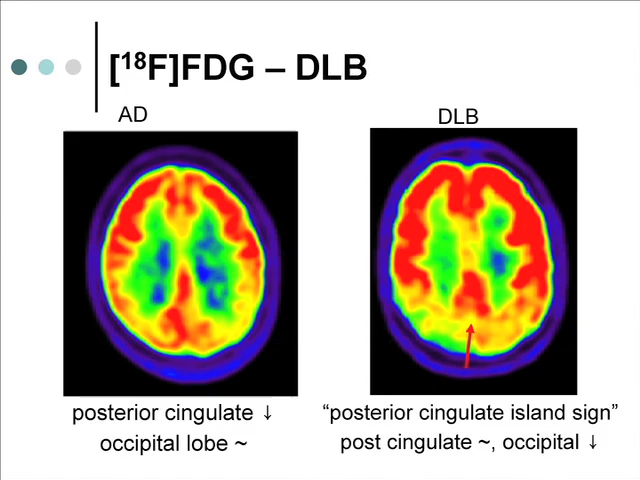 [¹⁸F]FDG – DLB
AD
DLB
posterior cingulate ↓
occipital lobe ~
“posterior cingulate island sign”
post cingulate ~, occipital ↓